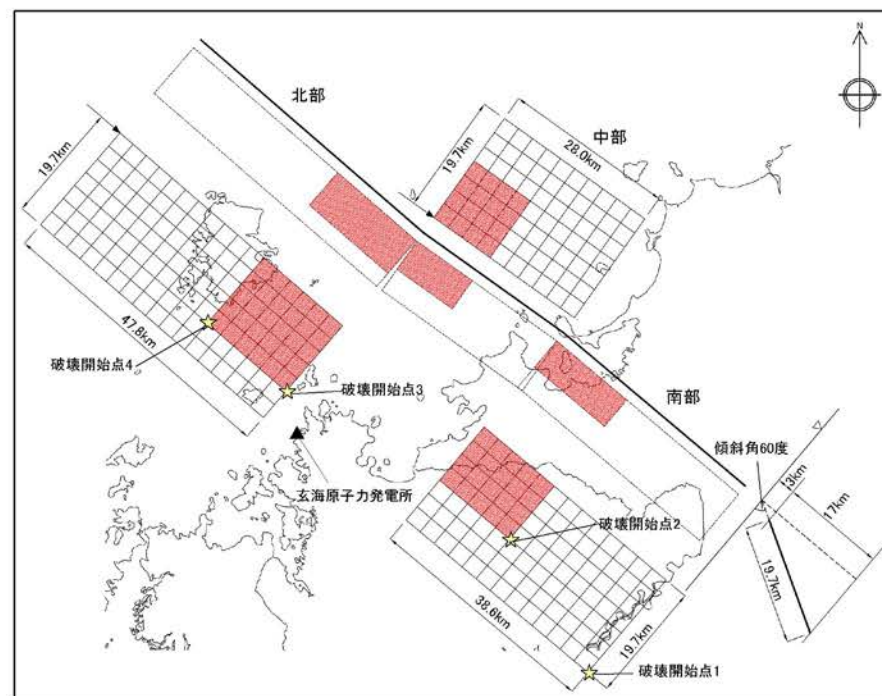 N
北部
中部
19.7km
28.0km
19.7km
47.8km
破壊開始点4
破壊開始点3
南部
傾斜角60度
玄海原子力発電所
3km
17km
破壊開始点2
19.7km
38.6km
19.7km
破壊開始点1